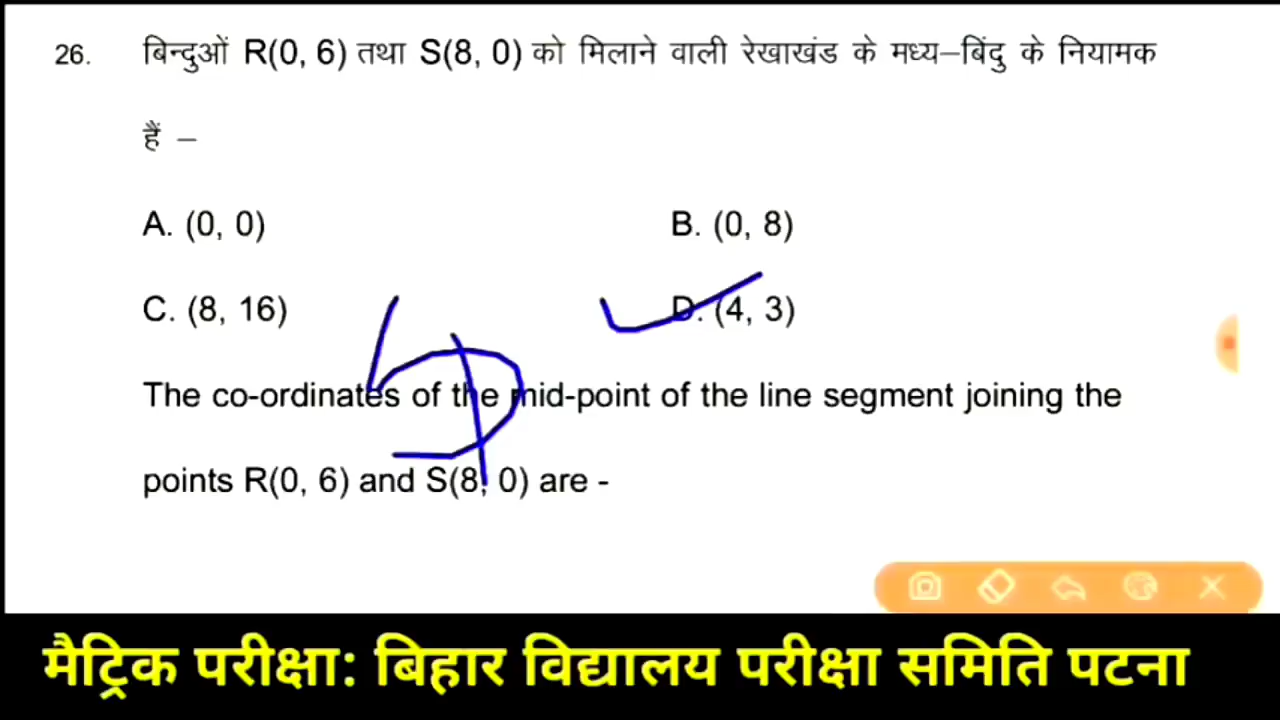 26. बिन्दुओं R(0, 6) तथा S(8, 0) को मिलाने वाली रेखाखंड के मध्य–बिंदु के नियामक
हैं –
A. (0, 0) B. (0, 8)
C. (8, 16) D. (4, 3)
The co-ordinates of the mid-point of the line segment joining the
points R(0, 6) and S(8, 0) are -
मैट्रिक परीक्षा: बिहार विद्यालय परीक्षा समिति पटना